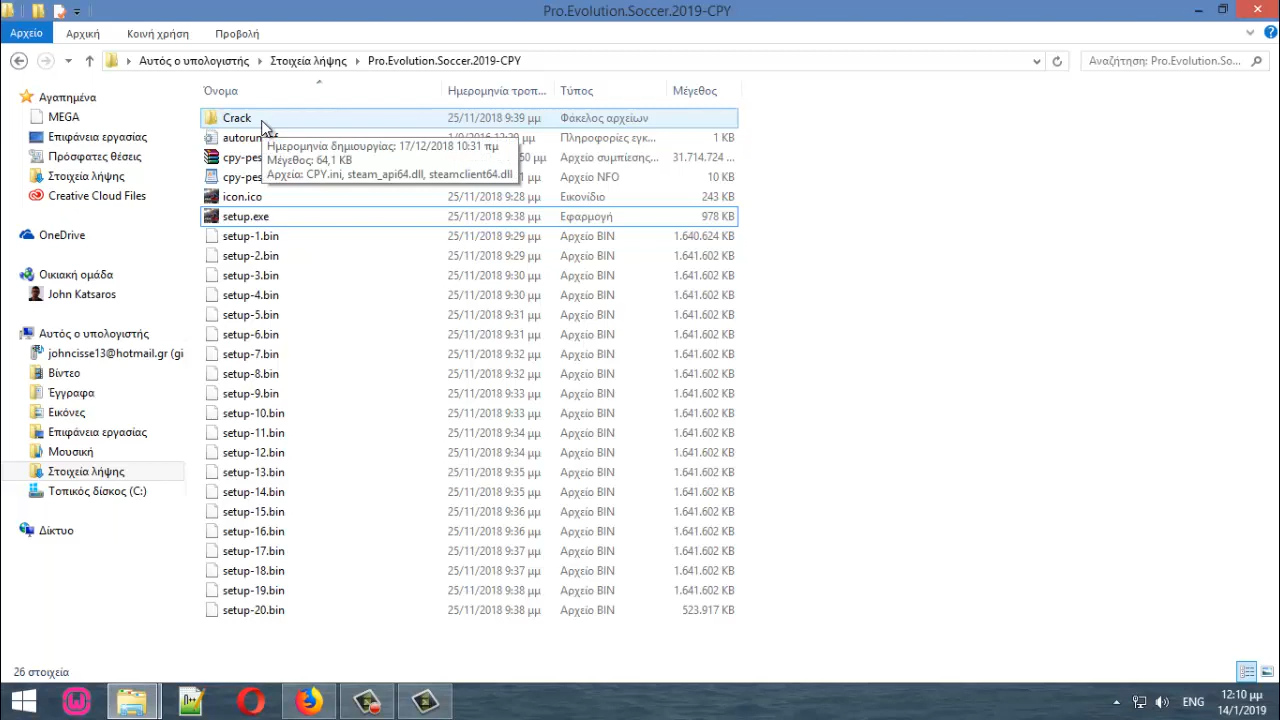 Pro.Evolution.Soccer.2019-CPY
Αρχείο Αρχική Κοινή χρήση Προβολή
Αυτός ο υπολογιστής Στοιχεία λήψης Pro.Evolution.Soccer.2019-CPY Αναζήτηση: Pro.Evolution.So...
Όνομα Ημερομηνία τροπ... Τύπος Μέγεθος
Αγαπημένα
MEGA
Επιφάνεια εργασίας
Πρόσφατες θέσεις
Στοιχεία λήψης
Creative Cloud Files
OneDrive
Οικιακή ομάδα
John Katsaros
Αυτός ο υπολογιστής
johncisse13@hotmail.gr (gi
Βίντεο
Έγγραφα
Εικόνες
Επιφάνεια εργασίας
Μουσική
Στοιχεία λήψης
Τοπικός δίσκος (C:)
Δίκτυο
Crack 25/11/2018 9:39 μμ Φάκελος αρχείων
Πληροφορίες εγκ... 1 KB
Αρχείο συμπίεσης... 31.714.724 ...
Αρχείο NFO 10 KB
Ημερομηνία δημιουργίας: 17/12/2018 10:31 πμ
Μέγεθος: 64,1 KB
Αρχεία: CPY.ini, steam_api64.dll, steamclient64.dll
icon.ico 25/11/2018 9:28 μμ Εικονίδιο 243 KB
setup.exe 25/11/2018 9:38 μμ Εφαρμογή 978 KB
setup-1.bin 25/11/2018 9:29 μμ Αρχείο BIN 1.640.624 KB
setup-2.bin 25/11/2018 9:29 μμ Αρχείο BIN 1.641.602 KB
setup-3.bin 25/11/2018 9:30 μμ Αρχείο BIN 1.641.602 KB
setup-4.bin 25/11/2018 9:30 μμ Αρχείο BIN 1.641.602 KB
setup-5.bin 25/11/2018 9:31 μμ Αρχείο BIN 1.641.602 KB
setup-6.bin 25/11/2018 9:31 μμ Αρχείο BIN 1.641.602 KB
setup-7.bin 25/11/2018 9:32 μμ Αρχείο BIN 1.641.602 KB
setup-8.bin 25/11/2018 9:32 μμ Αρχείο BIN 1.641.602 KB
setup-9.bin 25/11/2018 9:33 μμ Αρχείο BIN 1.641.602 KB
setup-10.bin 25/11/2018 9:33 μμ Αρχείο BIN 1.641.602 KB
setup-11.bin 25/11/2018 9:34 μμ Αρχείο BIN 1.641.602 KB
setup-12.bin 25/11/2018 9:34 μμ Αρχείο BIN 1.641.602 KB
setup-13.bin 25/11/2018 9:35 μμ Αρχείο BIN 1.641.602 KB
setup-14.bin 25/11/2018 9:35 μμ Αρχείο BIN 1.641.602 KB
setup-15.bin 25/11/2018 9:36 μμ Αρχείο BIN 1.641.602 KB
setup-16.bin 25/11/2018 9:36 μμ Αρχείο BIN 1.641.602 KB
setup-17.bin 25/11/2018 9:37 μμ Αρχείο BIN 1.641.602 KB
setup-18.bin 25/11/2018 9:37 μμ Αρχείο BIN 1.641.602 KB
setup-19.bin 25/11/2018 9:38 μμ Αρχείο BIN 1.641.602 KB
setup-20.bin 25/11/2018 9:38 μμ Αρχείο BIN 523.917 KB
26 στοιχεία
ENG
12:10 μμ
14/1/2019